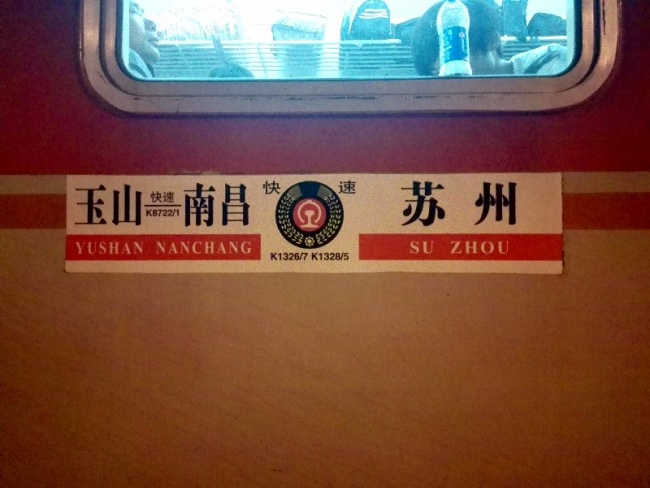 玉山 快速 南昌 快 速 苏州
K8722/1
YUSHAN NANCHANG SU ZHOU
K1326/7 K1328/5